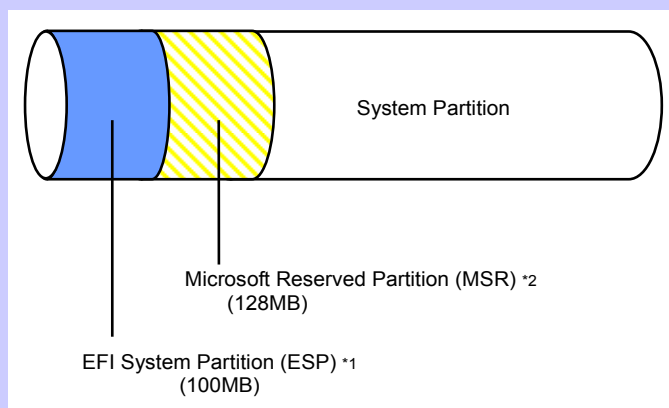 System Partition
Microsoft Reserved Partition (MSR) *2
(128MB)
EFI System Partition (ESP) *1
(100MB)